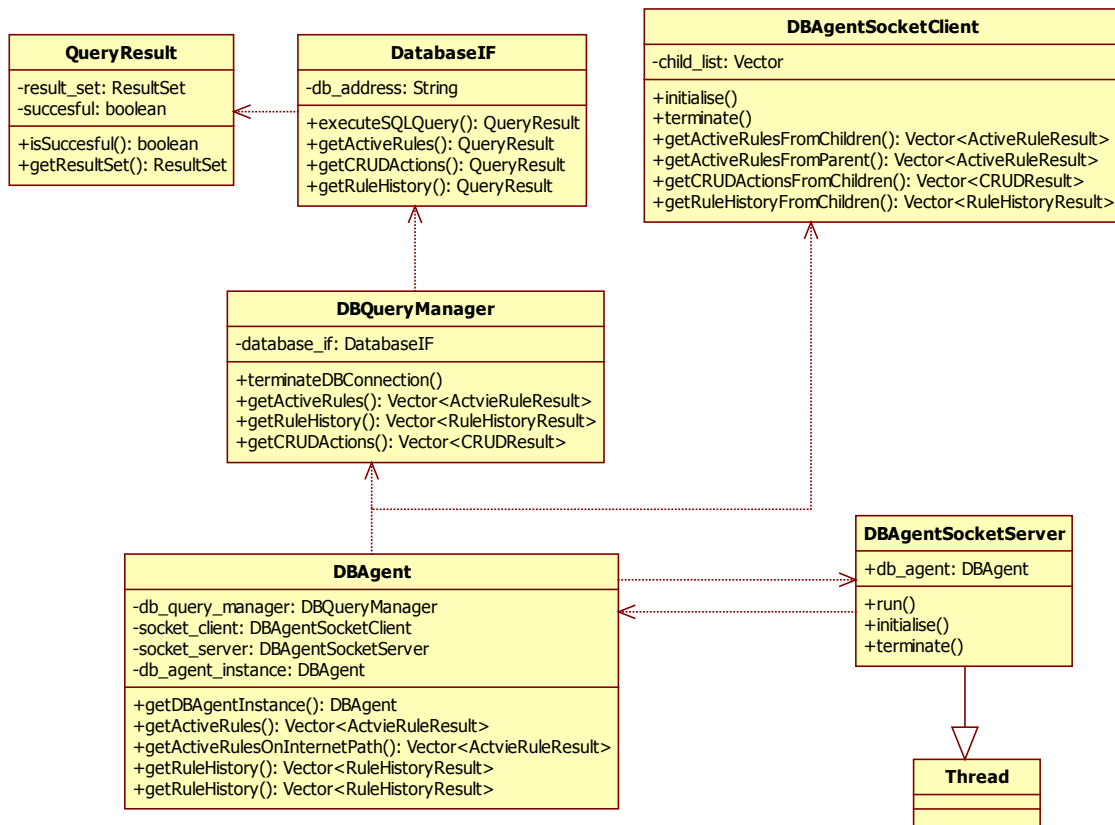 QueryResult
-result_set: ResultSet
-succesful: boolean
+isSuccesful(): boolean
+getResultSet(): ResultSet
DatabaseIF
-db_address: String
+executeSQLQuery(): QueryResult
+getActiveRules(): QueryResult
+getCRUDActions(): QueryResult
+getRuleHistory(): QueryResult
DBAgentSocketClient
-child_list: Vector
+initialise()
+terminate()
+getActiveRulesFromChildren(): Vector<ActiveRuleResult>
+getActiveRulesFromParent(): Vector<ActiveRuleResult>
+getCRUDActionsFromChildren(): Vector<CRUDResult>
+getRuleHistoryFromChildren(): Vector<RuleHistoryResult>
DBQueryManager
-database_if: DatabaseIF
+terminateDBConnection()
+getActiveRules(): Vector<ActvieRuleResult>
+getRuleHistory(): Vector<RuleHistoryResult>
+getCRUDActions(): Vector<CRUDResult>
DBAgent
-db_query_manager: DBQueryManager
-socket_client: DBAgentSocketClient
-socket_server: DBAgentSocketServer
-db_agent_instance: DBAgent
+getDBAgentInstance(): DBAgent
+getActiveRules(): Vector<ActvieRuleResult>
+getActiveRulesOnInternetPath(): Vector<ActvieRuleResult>
+getRuleHistory(): Vector<RuleHistoryResult>
+getRuleHistory(): Vector<RuleHistoryResult>
DBAgentSocketServer
+db_agent: DBAgent
+run()
+initialise()
+terminate()
Thread